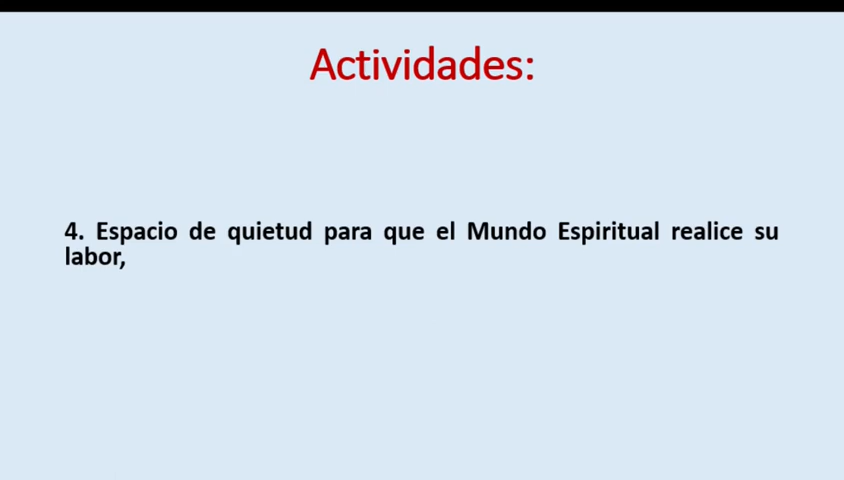 Actividades:
4. Espacio de quietud para que el Mundo Espiritual realice su
labor,